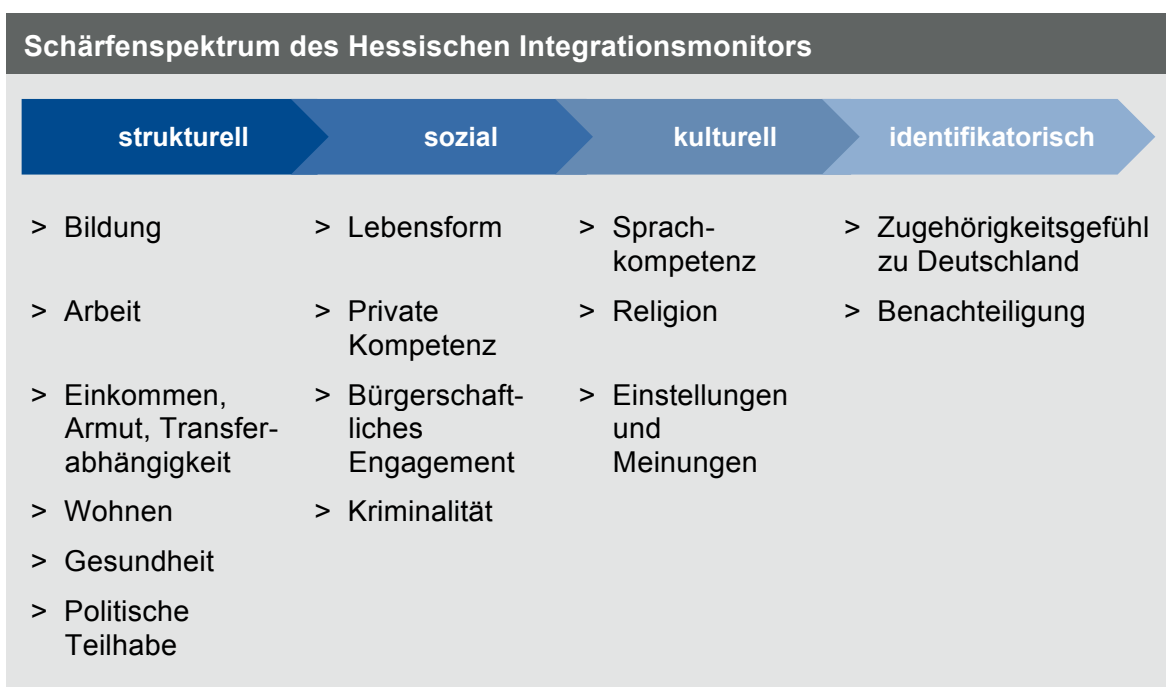 Schärfenspektrum des Hessischen Integrationsmonitors
strukturell
sozial
kulturell
identifikatorisch
> Bildung
> Arbeit
> Einkommen,
Armut, Transfer-
abhängigkeit
> Wohnen
> Gesundheit
> Politische
Teilhabe
> Lebensform
> Private
Kompetenz
> Bürgerschaft-
liches
Engagement
> Kriminalität
> Sprach-
kompetenz
> Religion
> Einstellungen
und
Meinungen
> Zugehörigkeitsgefühl
zu Deutschland
> Benachteiligung